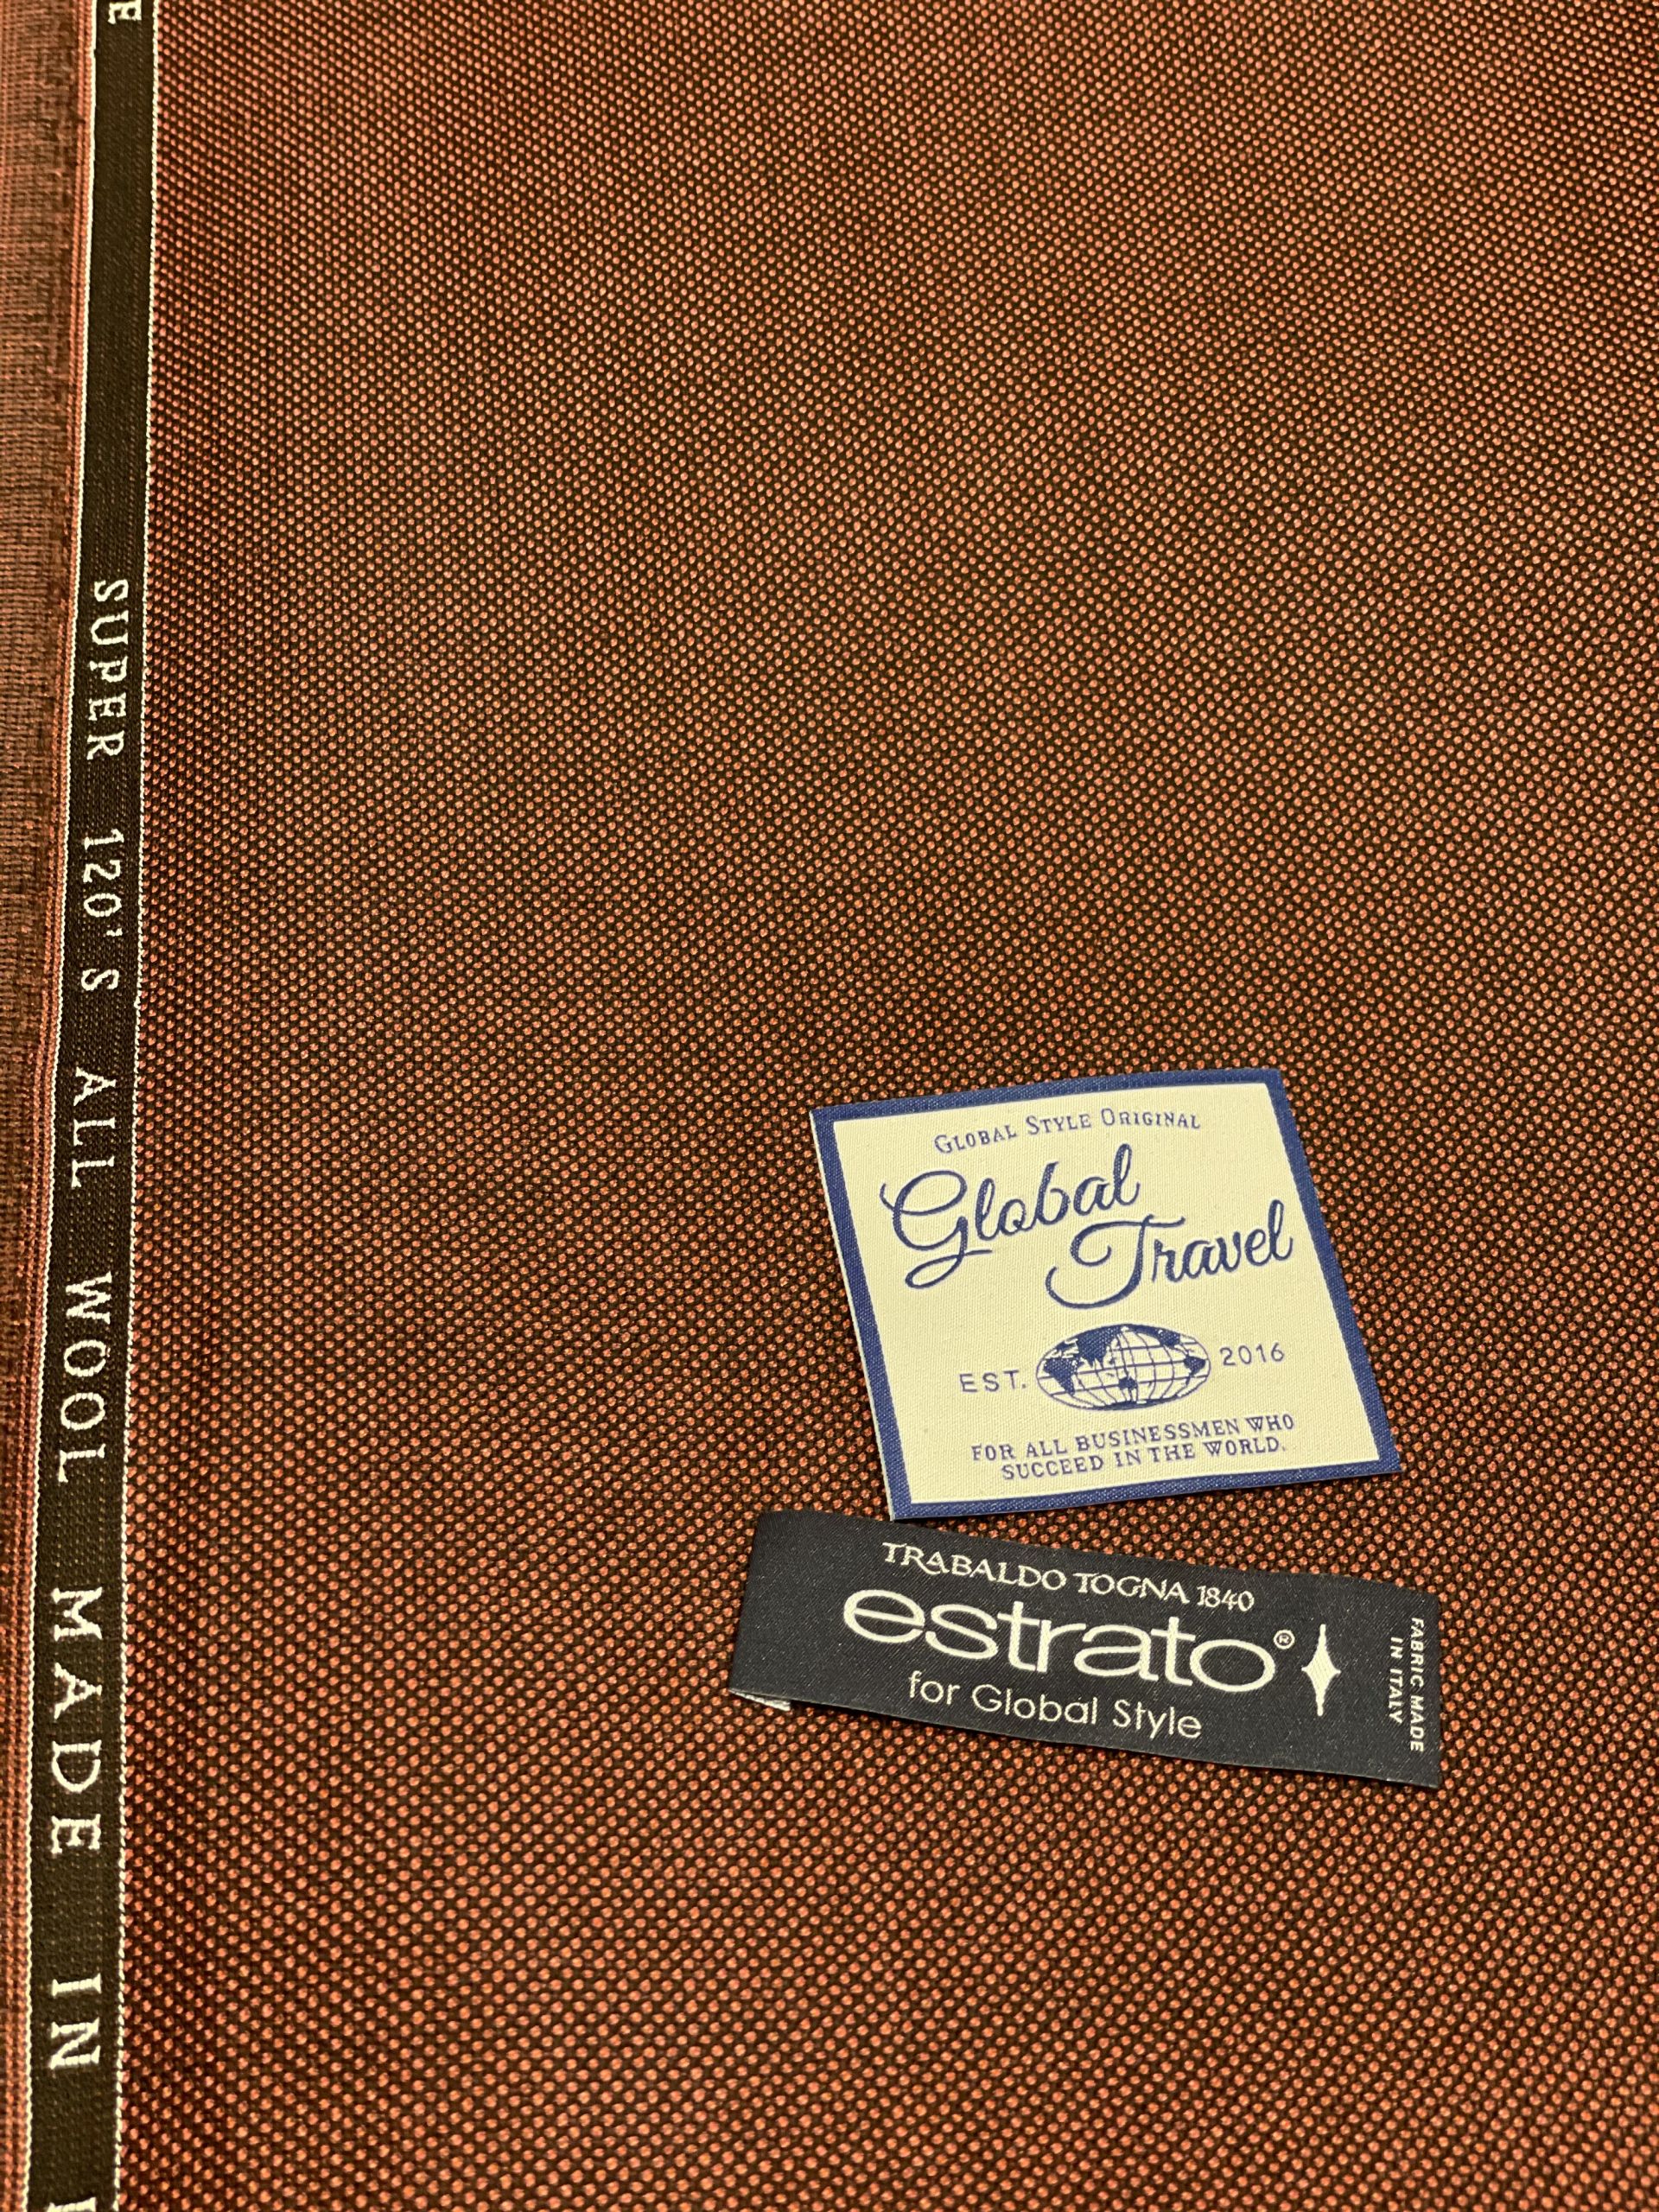 SUPER 120'S ALL WOOL MADE IN
GLOBAL STYLE ORIGINAL
Global
Travel
EST. 2016
FOR ALL BUSINESSMEN WHO
SUCCEED IN THE WORLD.
TRABALDO TOGNA 1840
estrato®
for Global Style
FABRIC MADE
IN ITALY